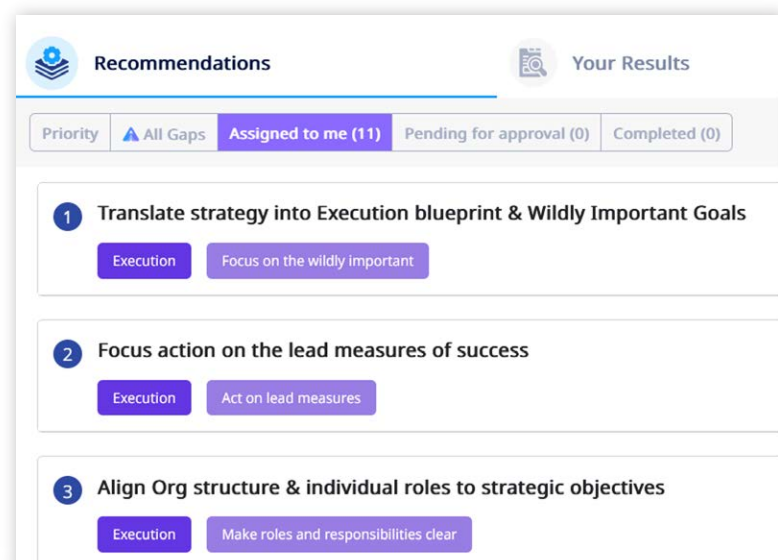 Recommendations
Your Results
Priority
All Gaps
Assigned to me (11)
Pending for approval (0)
Completed (0)
1 Translate strategy into Execution blueprint & Wildly Important Goals
Execution
Focus on the wildly important
2 Focus action on the lead measures of success
Execution
Act on lead measures
3 Align Org structure & individual roles to strategic objectives
Execution
Make roles and responsibilities clear